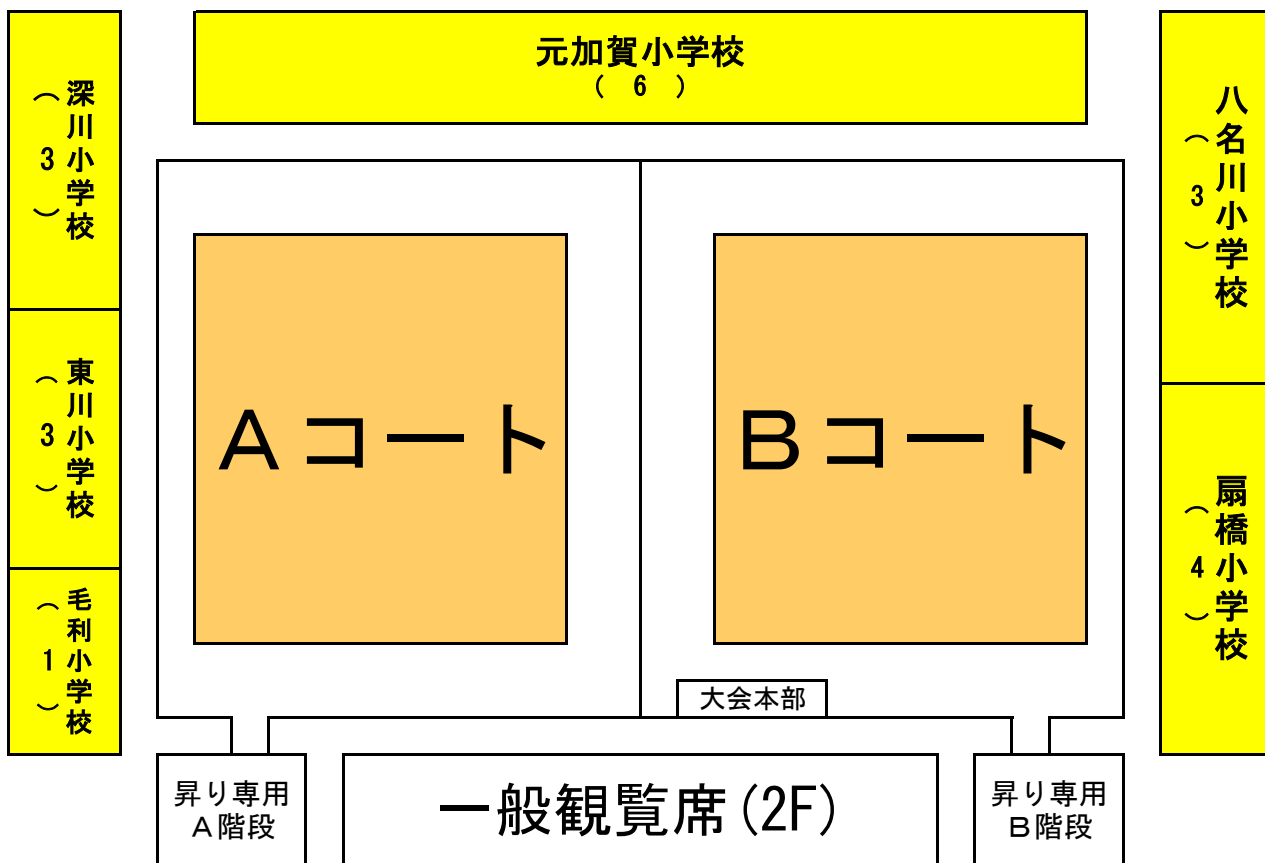 元加賀小学校
（　6　）
深川小学校
（　3　）
東川小学校
（　3　）
毛利小学校
（　1　）
八名川小学校
（　3　）
扇橋小学校
（　4　）
Aコート
Bコート
大会本部
昇り専用
A階段
一般観覧席(2F)
昇り専用
B階段